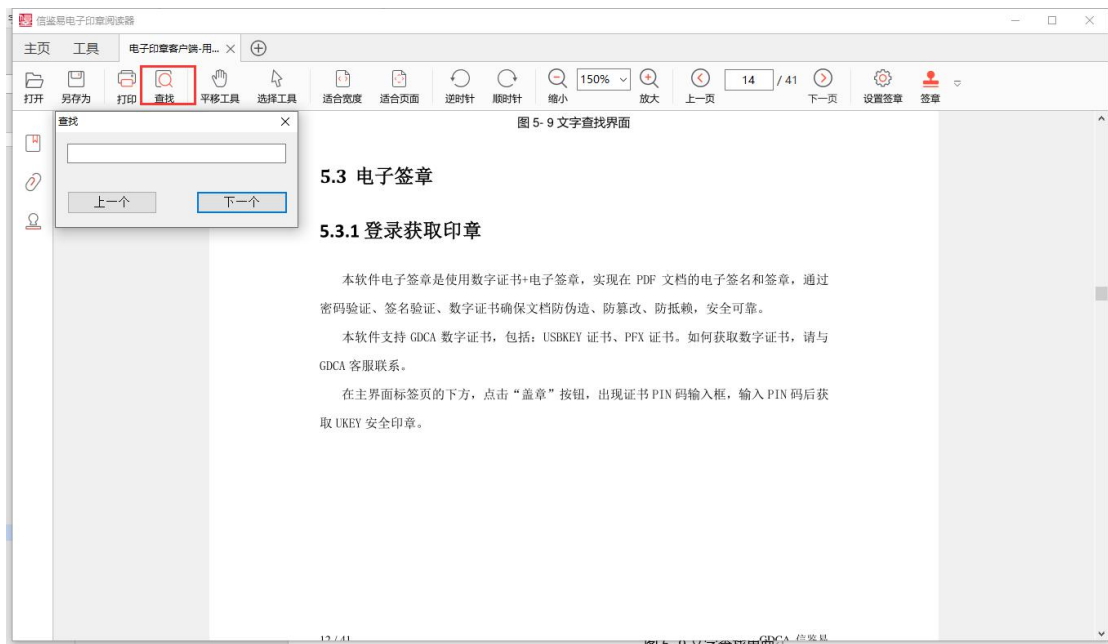 信鉴易电子印章阅读器
主页 工具 电子印章客户端-用...
打开 另存为 打印 查找 平移工具 选择工具 适合宽度 适合页面 逆时针 顺时针 缩小 150% 放大 上一页 14 / 41 下一页 设置签章 签章
查找
上一个 下一个
图 5- 9 文字查找界面
5.3 电子签章
5.3.1 登录获取印章
本软件电子签章是使用数字证书+电子签章，实现在 PDF 文档的电子签名和签章，通过
密码验证、签名验证、数字证书确保文档防伪造、防篡改、防抵赖，安全可靠。
本软件支持 GDCA 数字证书，包括：USBKEY 证书、PFX 证书。如何获取数字证书，请与
GDCA 客服联系。
在主界面标签页的下方，点击“盖章”按钮，出现证书 PIN 码输入框，输入 PIN 码后获
取 UKEY 安全印章。
12 / 41